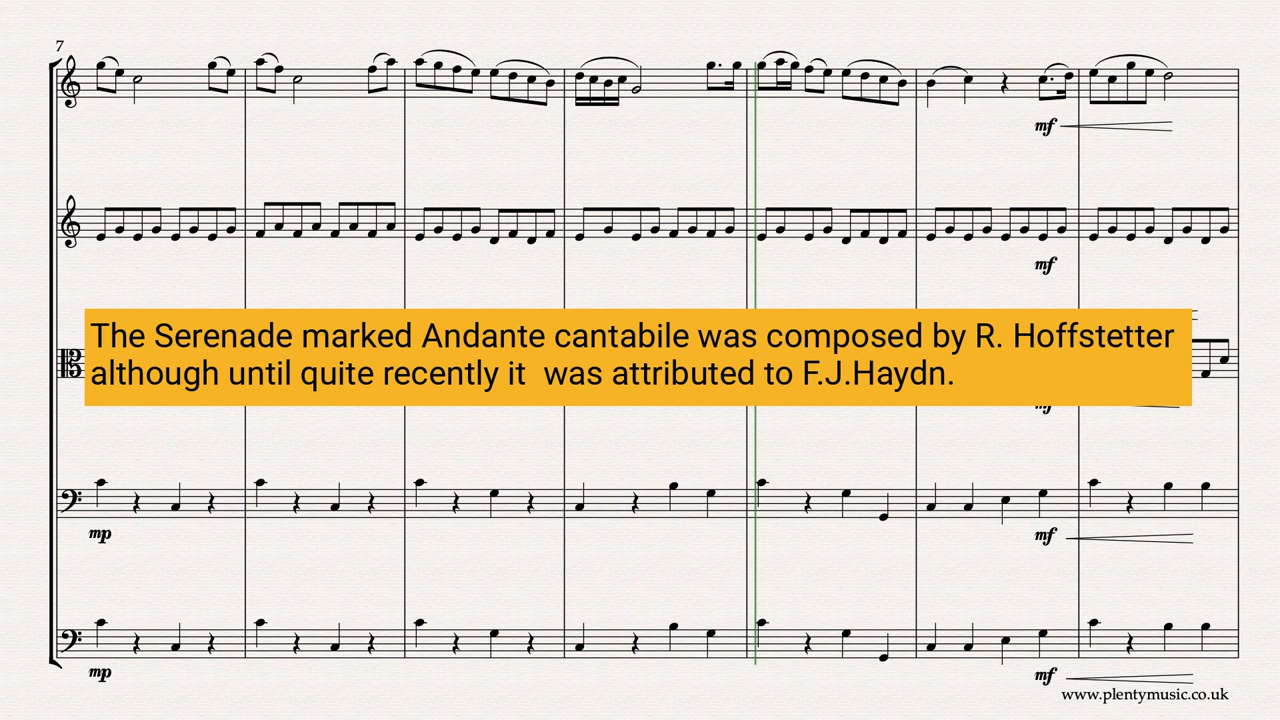 7
mf
mf
The Serenade marked Andante cantabile was composed by R. Hoffstetter
although until quite recently it  was attributed to F.J.Haydn.
mf
mp
mf
mp
mf
www.plentymusic.co.uk